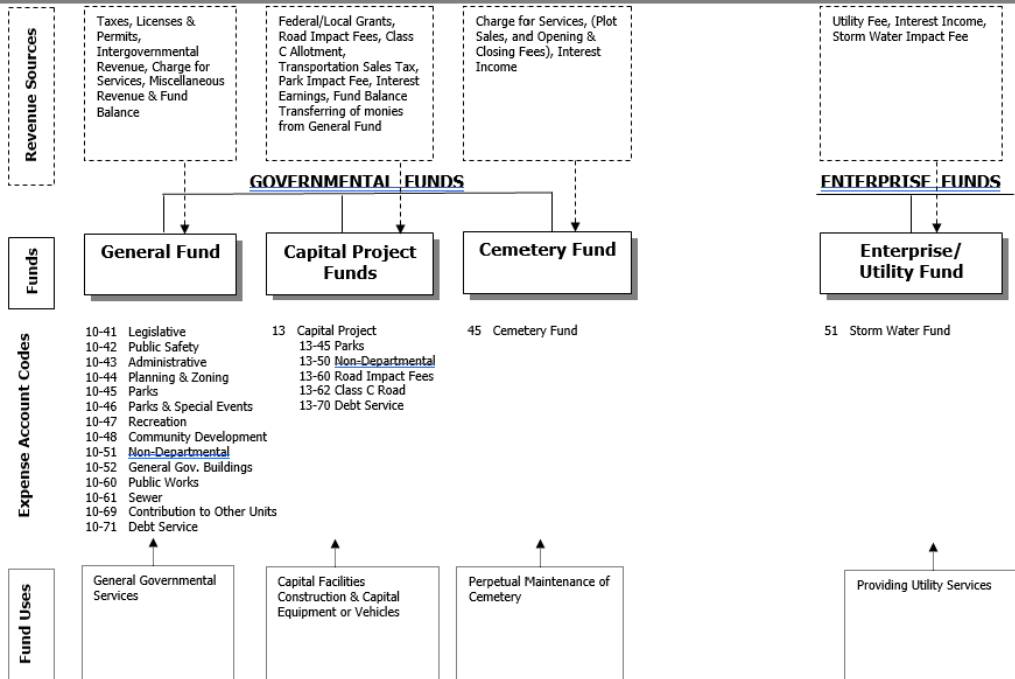 Revenue Sources
Taxes, Licenses &
Permits,
Intergovernmental
Revenue, Charge for
Services, Miscellaneous
Revenue & Fund
Balance
Federal/Local Grants,
Road Impact Fees, Class
C Allotment,
Transportation Sales Tax,
Park Impact Fee, Interest
Earnings, Fund Balance
Transferring of monies
from General Fund
Charge for Services, (Plot
Sales, and Opening &
Closing Fees), Interest
Income
Utility Fee, Interest Income,
Storm Water Impact Fee
GOVERNMENTAL FUNDS
ENTERPRISE FUNDS
Funds
General Fund
Capital Project
Funds
Cemetery Fund
Enterprise/
Utility Fund
Expense Account Codes
10-41 Legislative
10-42 Public Safety
10-43 Administrative
10-44 Planning & Zoning
10-45 Parks
10-46 Parks & Special Events
10-47 Recreation
10-48 Community Development
10-51 Non-Departmental
10-52 General Gov. Buildings
10-60 Public Works
10-61 Sewer
10-69 Contribution to Other Units
10-71 Debt Service
13 Capital Project
13-45 Parks
13-50 Non-Departmental
13-60 Road Impact Fees
13-62 Class C Road
13-70 Debt Service
45 Cemetery Fund
51 Storm Water Fund
Fund Uses
General Governmental
Services
Capital Facilities
Construction & Capital
Equipment or Vehicles
Perpetual Maintenance of
Cemetery
Providing Utility Services